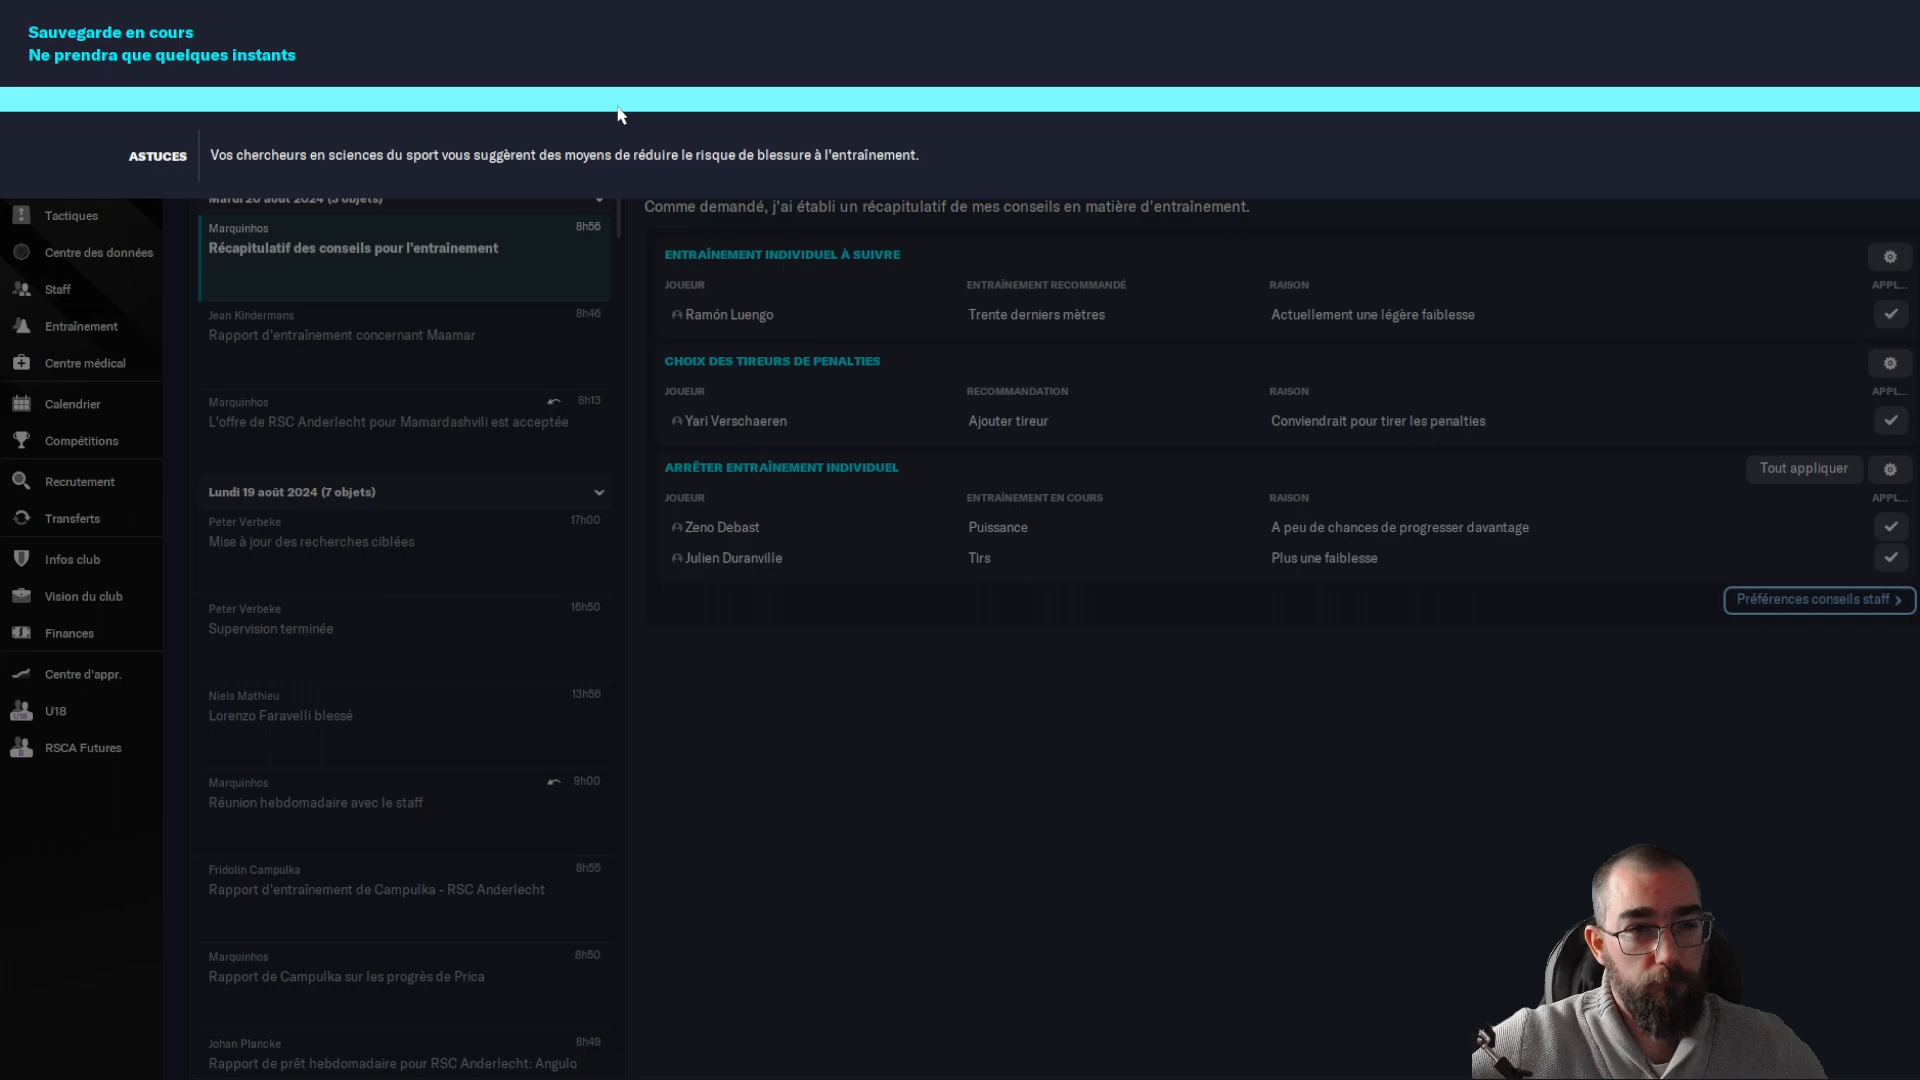 Sauvegarde en cours
Ne prendra que quelques instants
ASTUCES
Vos chercheurs en sciences du sport vous suggèrent des moyens de réduire le risque de blessure à l'entraînement.
Tactiques
Centre des données
Staff
Entraînement
Centre médical
Calendrier
Compétitions
Recrutement
Transferts
Infos club
Vision du club
Finances
Centre d'appr.
U18
RSCA Futures
Mardi 20 août 2024 (3 objets)
Marquinhos 8h56
Récapitulatif des conseils pour l'entraînement
Jean Kindermans 8h46
Rapport d'entraînement concernant Maamar
Marquinhos 8h13
L'offre de RSC Anderlecht pour Mamardashvili est acceptée
Lundi 19 août 2024 (7 objets)
Peter Verbeke 17h00
Mise à jour des recherches ciblées
Peter Verbeke 16h50
Supervision terminée
Niels Mathieu 13h56
Lorenzo Faravelli blessé
Marquinhos 9h00
Réunion hebdomadaire avec le staff
Fridolin Campulka 8h55
Rapport d'entraînement de Campulka - RSC Anderlecht
Marquinhos 8h50
Rapport de Campulka sur les progrès de Prica
Johan Plancke 8h49
Rapport de prêt hebdomadaire pour RSC Anderlecht: Angulo
Comme demandé, j'ai établi un récapitulatif de mes conseils en matière d'entraînement.
ENTRAÎNEMENT INDIVIDUEL À SUIVRE
JOUEUR ENTRAÎNEMENT RECOMMANDÉ RAISON APPL...
Ramón Luengo Trente derniers mètres Actuellement une légère faiblesse
CHOIX DES TIREURS DE PENALTIES
JOUEUR RECOMMANDATION RAISON APPL...
Yari Verschaeren Ajouter tireur Conviendrait pour tirer les penalties
ARRÊTER ENTRAÎNEMENT INDIVIDUEL Tout appliquer
JOUEUR ENTRAÎNEMENT EN COURS RAISON APPL...
Zeno Debast Puissance A peu de chances de progresser davantage
Julien Duranville Tirs Plus une faiblesse
Préférences conseils staff